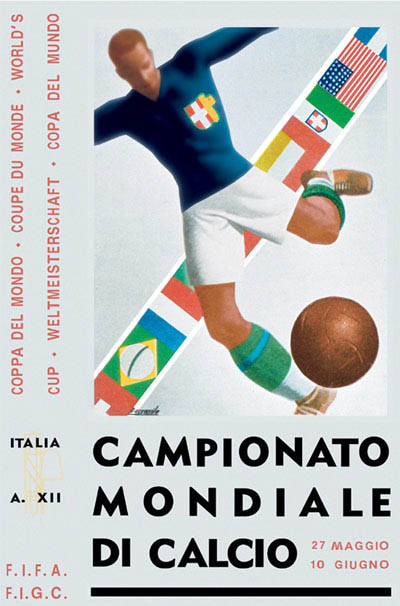 COPPA DEL MONDO • COUPE DU MONDE • WORLD'S
CUP • WELTMEISTERSCHAFT • COPA DEL MUNDO
ITALIA
A. XII
CAMPIONATO
MONDIALE
DI CALCIO
27 MAGGIO
10 GIUGNO
F.I.F.A.
F.I.G.C.